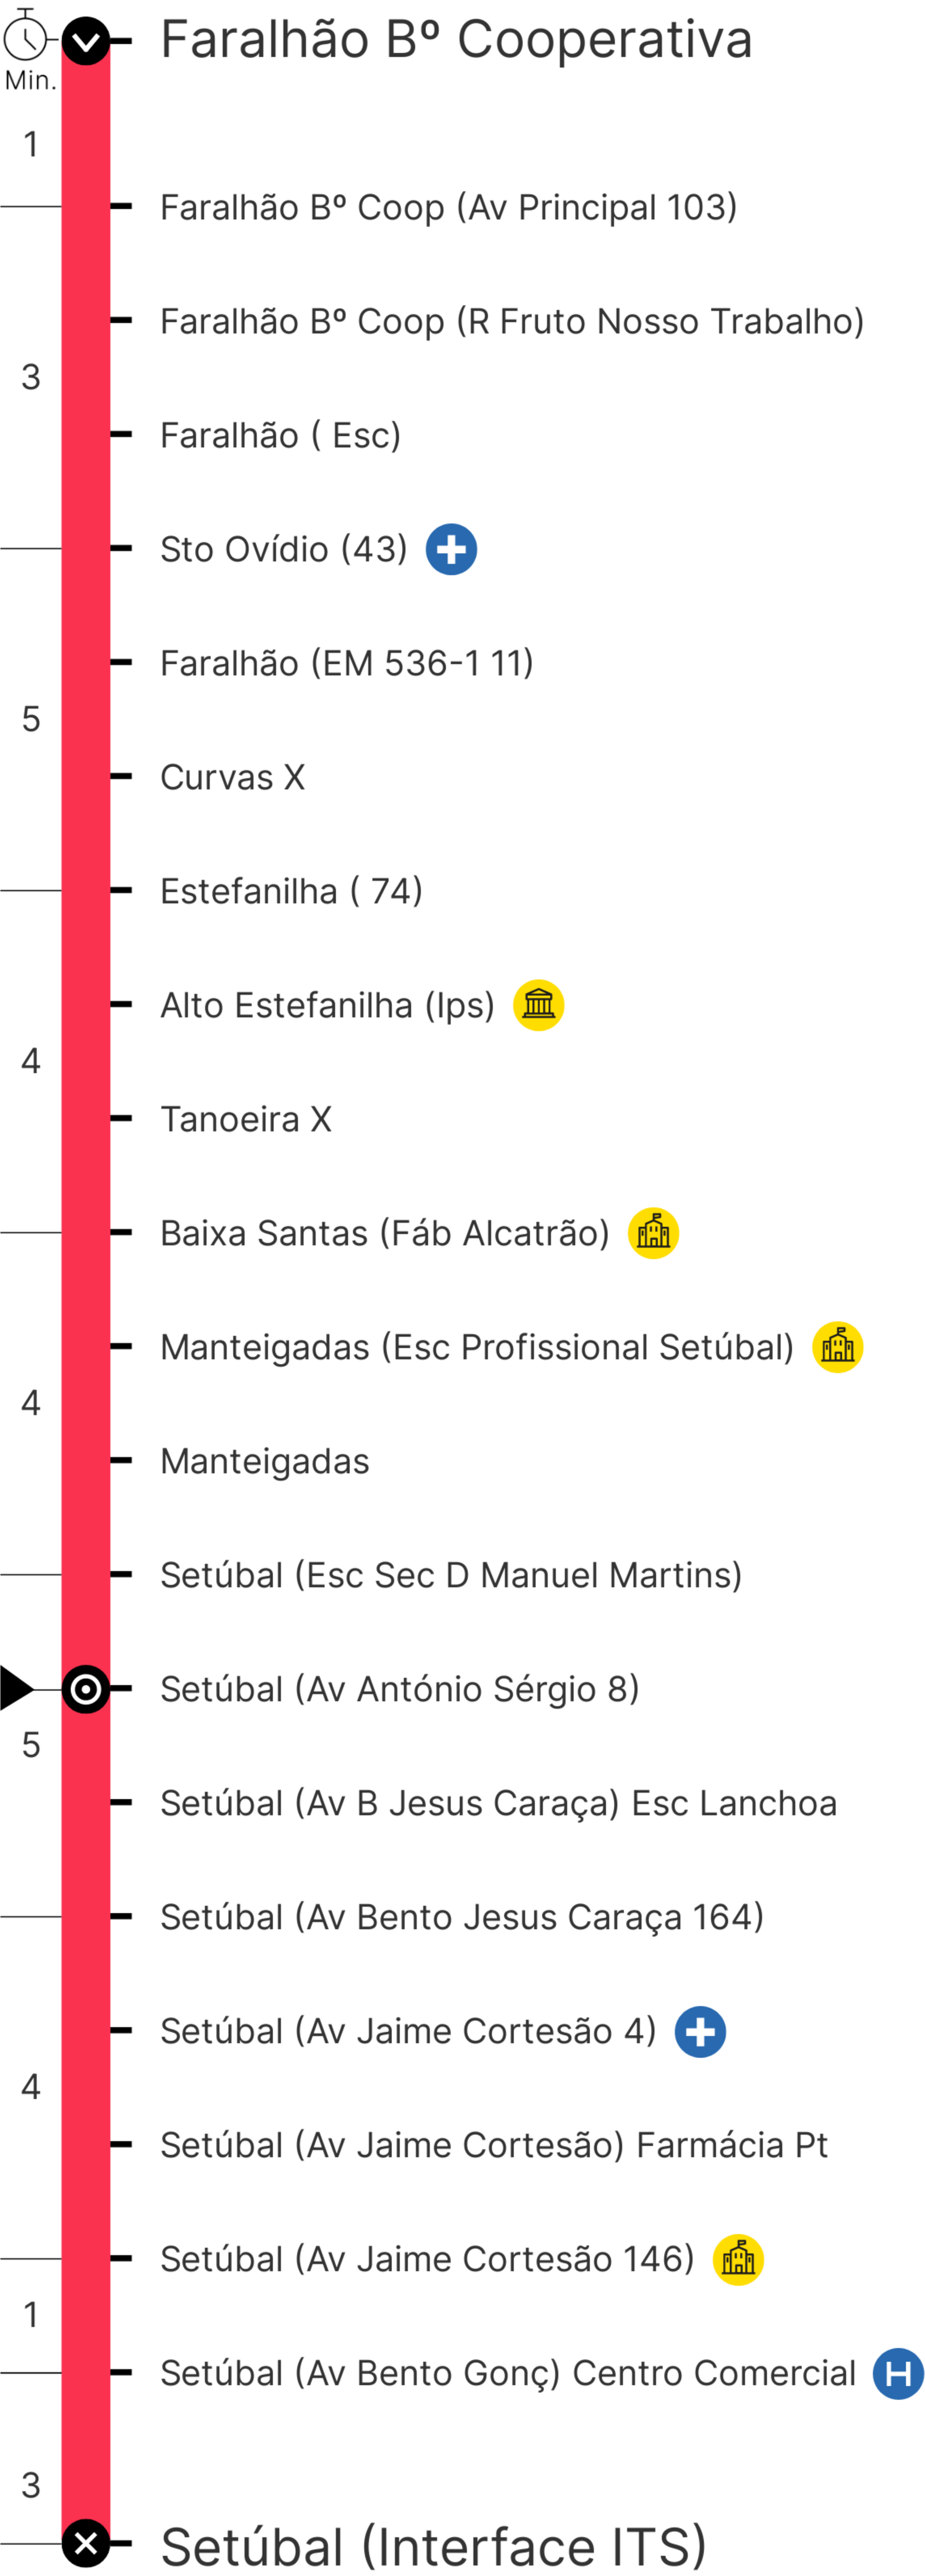 Faralhão Bº Cooperativa
Min.
1
Faralhão Bº Coop (Av Principal 103)
Faralhão Bº Coop (R Fruto Nosso Trabalho)
3
Faralhão ( Esc)
Sto Ovídio (43)
Faralhão (EM 536-1 11)
5
Curvas X
Estefanilha ( 74)
Alto Estefanilha (Ips)
4
Tanoeira X
Baixa Santas (Fáb Alcatrão)
Manteigadas (Esc Profissional Setúbal)
4
Manteigadas
Setúbal (Esc Sec D Manuel Martins)
Setúbal (Av António Sérgio 8)
5
Setúbal (Av B Jesus Caraça) Esc Lanchoa
Setúbal (Av Bento Jesus Caraça 164)
Setúbal (Av Jaime Cortesão 4)
4
Setúbal (Av Jaime Cortesão) Farmácia Pt
Setúbal (Av Jaime Cortesão 146)
1
Setúbal (Av Bento Gonç) Centro Comercial H
3
Setúbal (Interface ITS)